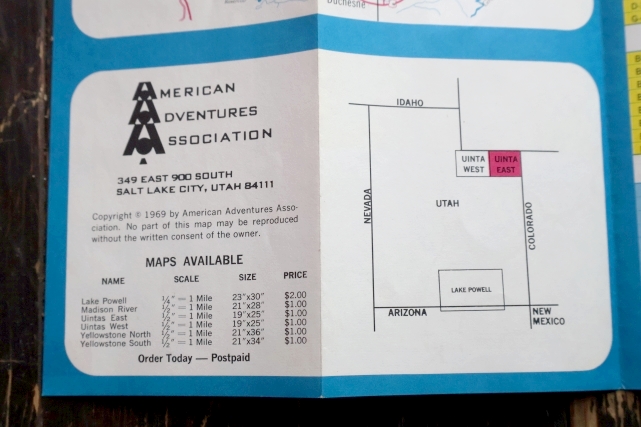 Duchesne
AMERICAN
ADVENTURES
ASSOCIATION
349 EAST 900 SOUTH
SALT LAKE CITY, UTAH 84111
Copyright ® 1969 by American Adventures Asso-
ciation. No part of this map may be reproduced
without the written consent of the owner.
MAPS AVAILABLE
NAME SCALE SIZE PRICE
Lake Powell ¼" = 1 Mile 23"x30" $2.00
Madison River ½" = 1 Mile 21"x28" $1.00
Uintas East ½" = 1 Mile 19"x25" $1.00
Uintas West ½" = 1 Mile 19"x25" $1.00
Yellowstone North ½" = 1 Mile 21"x36" $1.00
Yellowstone South ½" = 1 Mile 21"x34" $1.00
Order Today — Postpaid
IDAHO
UINTA
WEST
UINTA
EAST
NEVADA
UTAH
COLORADO
LAKE POWELL
ARIZONA
NEW
MEXICO